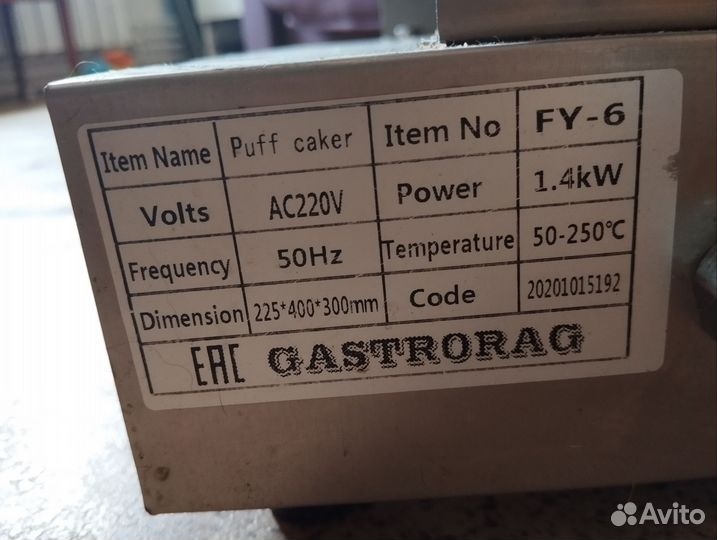 Item Name Puff caker Item No FY-6
Volts AC220V Power 1.4kW
Frequency 50Hz Temperature 50-250℃
Dimension 225*400*300mm Code 20201015192
EAC GASTRORAG
Avito